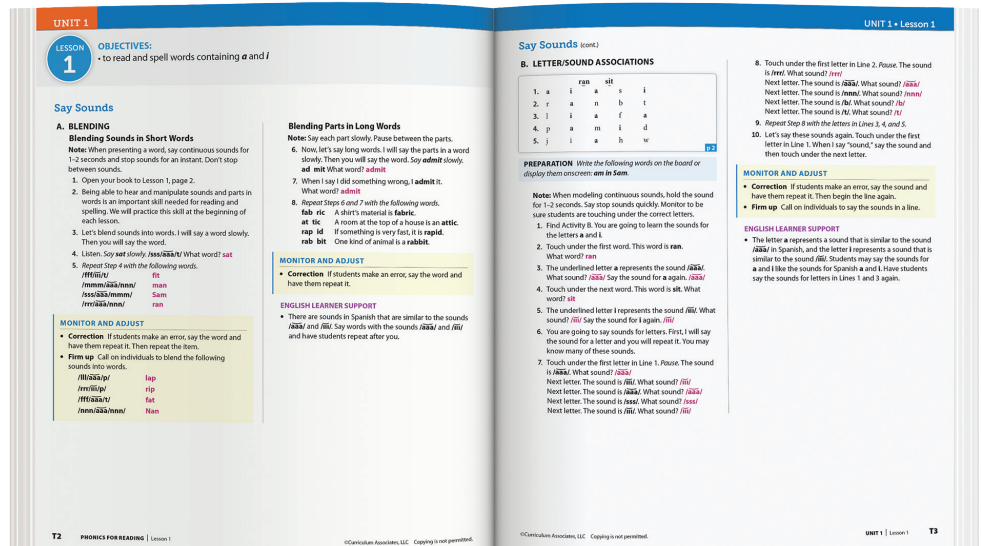 UNIT 1
LESSON
1
OBJECTIVES:
• to read and spell words containing a and i
Say Sounds
A. BLENDING
Blending Sounds in Short Words
Note: When presenting a word, say continuous sounds for
1–2 seconds and stop sounds for an instant. Don't stop
between sounds.
1. Open your book to Lesson 1, page 2.
2. Being able to hear and manipulate sounds and parts in
words is an important skill needed for reading and
spelling. We will practice this skill at the beginning of
each lesson.
3. Let's blend sounds into words. I will say a word slowly.
Then you will say the word.
4. Listen. Say sat slowly. /sss/aaa/t/ What word? sat
5. Repeat Step 4 with the following words.
/fff/iii/t/ fit
/mmm/aaa/nnn/ man
/sss/aaa/mmm/ Sam
/rrr/aaa/nnn/ ran
MONITOR AND ADJUST
• Correction If students make an error, say the word and
have them repeat it. Then repeat the item.
• Firm up Call on individuals to blend the following
sounds into words.
/lll/aaa/p/ lap
/rrr/iii/p/ rip
/fff/aaa/t/ fat
/nnn/aaa/nnn/ Nan
Blending Parts in Long Words
Note: Say each part slowly. Pause between the parts.
6. Now, let's say long words. I will say the parts in a word
slowly. Then you will say the word. Say admit slowly.
ad mit What word? admit
7. When I say I did something wrong, I admit it.
What word? admit
8. Repeat Steps 6 and 7 with the following words.
fab ric A shirt's material is fabric.
at tic A room at the top of a house is an attic.
rap id If something is very fast, it is rapid.
rab bit One kind of animal is a rabbit.
MONITOR AND ADJUST
• Correction If students make an error, say the word and
have them repeat it.
ENGLISH LEARNER SUPPORT
• There are sounds in Spanish that are similar to the sounds
/aaa/ and /iii/. Say words with the sounds /aaa/ and /iii/
and have students repeat after you.
T2 PHONICS FOR READING | Lesson 1
©Curriculum Associates, LLC Copying is not permitted.
UNIT 1 • Lesson 1
Say Sounds (cont.)
B. LETTER/SOUND ASSOCIATIONS
ran sit
1. a i a s i
2. r a n b t
3. l i a f a
4. p a m i d
5. j i a h w
p 2
PREPARATION Write the following words on the board or
display them onscreen: am in Sam.
Note: When modeling continuous sounds, hold the sound
for 1–2 seconds. Say stop sounds quickly. Monitor to be
sure students are touching under the correct letters.
1. Find Activity B. You are going to learn the sounds for
the letters a and i.
2. Touch under the first word. This word is ran.
What word? ran
3. The underlined letter a represents the sound /aaa/.
What sound? /aaa/ Say the sound for a again. /aaa/
4. Touch under the next word. This word is sit. What
word? sit
5. The underlined letter i represents the sound /iii/. What
sound? /iii/ Say the sound for i again. /iii/
6. You are going to say sounds for letters. First, I will say
the sound for a letter and you will repeat it. You may
know many of these sounds.
7. Touch under the first letter in Line 1. Pause. The sound
is /aaa/. What sound? /aaa/
Next letter. The sound is /iii/. What sound? /iii/
Next letter. The sound is /aaa/. What sound? /aaa/
Next letter. The sound is /sss/. What sound? /sss/
Next letter. The sound is /iii/. What sound? /iii/
8. Touch under the first letter in Line 2. Pause. The sound
is /rrr/. What sound? /rrr/
Next letter. The sound is /aaa/. What sound? /aaa/
Next letter. The sound is /nnn/. What sound? /nnn/
Next letter. The sound is /b/. What sound? /b/
Next letter. The sound is /t/. What sound? /t/
9. Repeat Step 8 with the letters in Lines 3, 4, and 5.
10. Let's say these sounds again. Touch under the first
letter in Line 1. When I say "sound," say the sound and
then touch under the next letter.
MONITOR AND ADJUST
• Correction If students make an error, say the sound and
have them repeat it. Then begin the line again.
• Firm up Call on individuals to say the sounds in a line.
ENGLISH LEARNER SUPPORT
• The letter a represents a sound that is similar to the sound
/aaa/ in Spanish, and the letter i represents a sound that is
similar to the sound /iii/. Students may say the sounds for
a and i like the sounds for Spanish a and i. Have students
say the sounds for letters in Lines 1 and 3 again.
©Curriculum Associates, LLC Copying is not permitted.
UNIT 1 | Lesson 1 T3